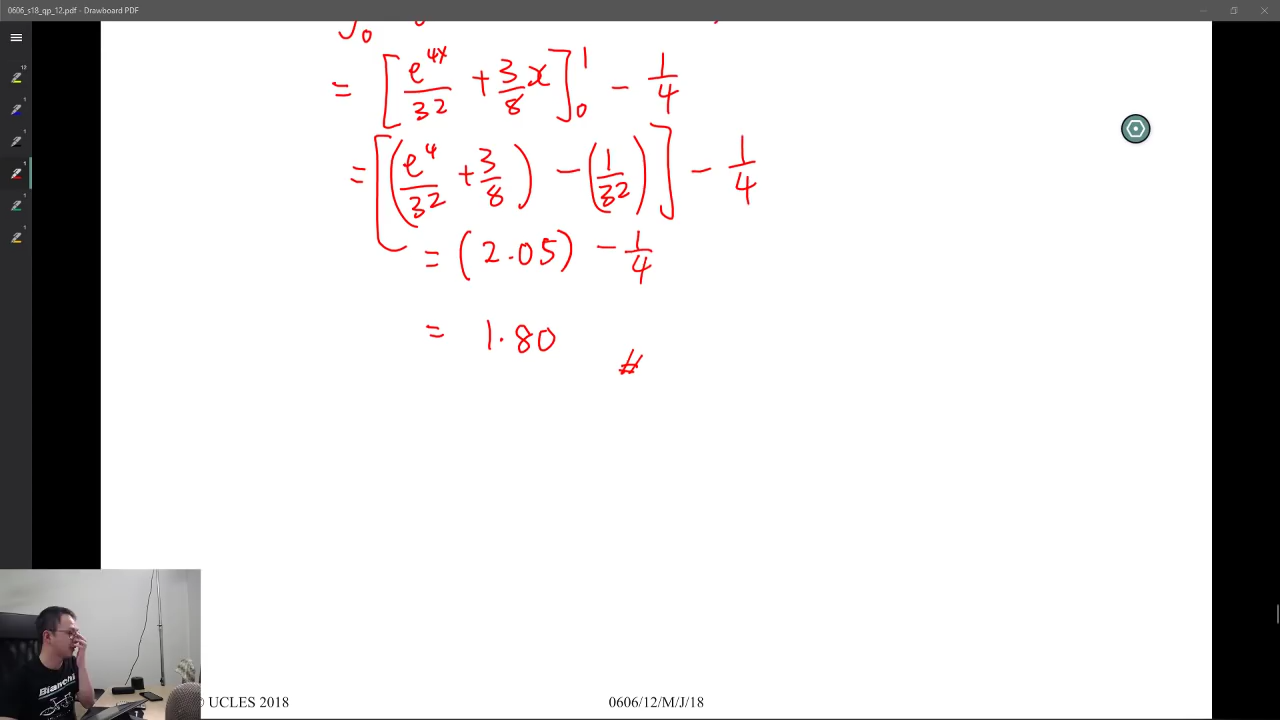 0606_s18_qp_12.pdf - Drawboard PDF
0
= [e^{4x}/32 + 3/8 x]_0^1 - 1/4
= [(e^4/32 + 3/8) - (1/32)] - 1/4
= (2.05) - 1/4
= 1.80 #
Bianchi
© UCLES 2018
0606/12/M/J/18